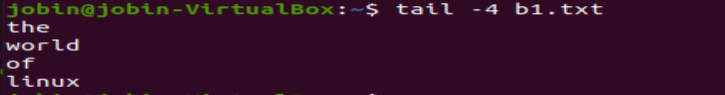 jobin@jobin-VirtualBox:~$ tail -4 b1.txt
the
world
of
linux